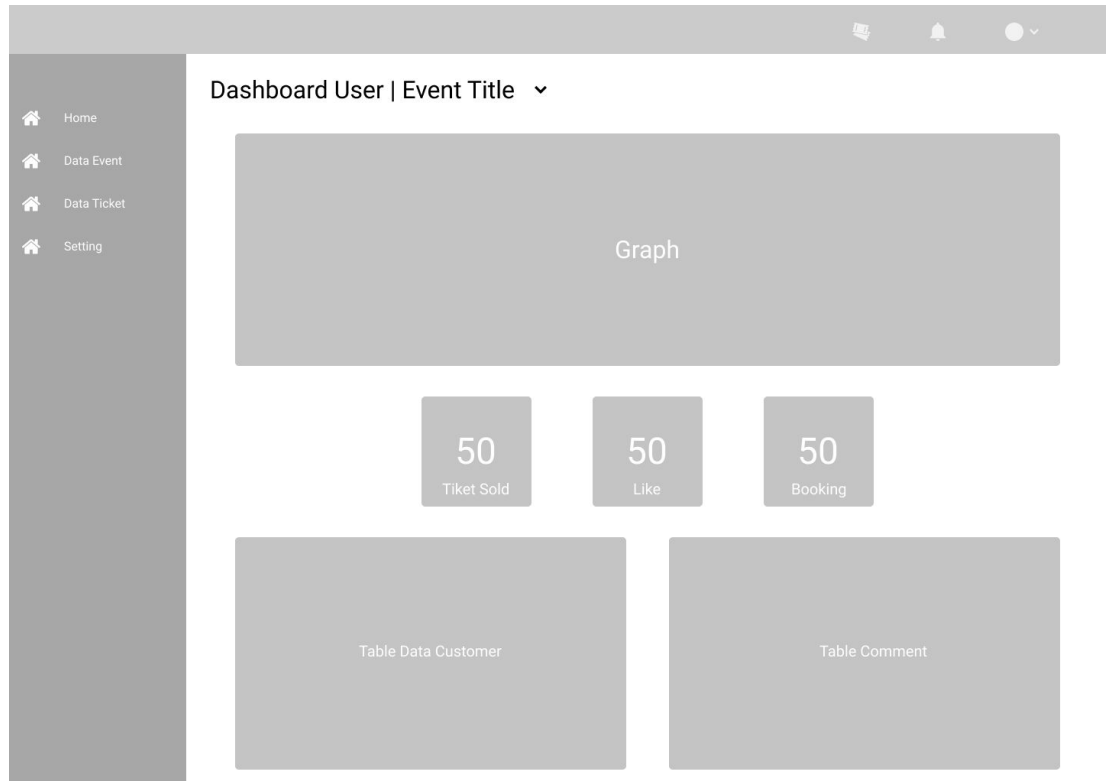 Dashboard User | Event Title
Home
Data Event
Data Ticket
Setting
Graph
50
Tiket Sold
50
Like
50
Booking
Table Data Customer
Table Comment